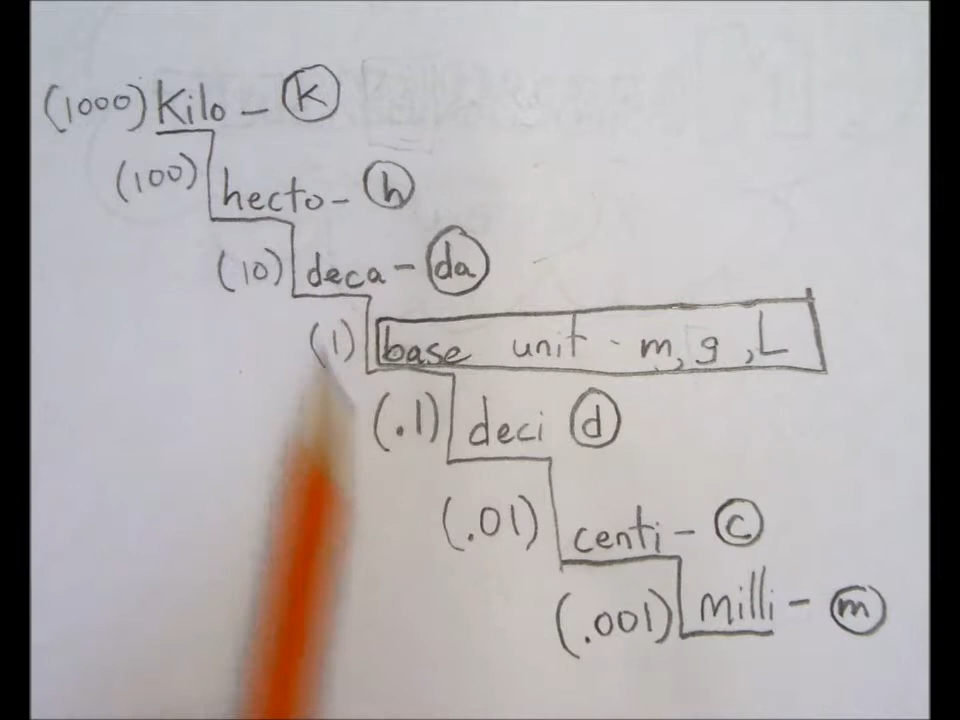 (1000) Kilo - k
(100) hecto - h
(10) deca - da
(1) base unit - m, g, L
(.1) deci d
(.01) centi - c
(.001) milli - m